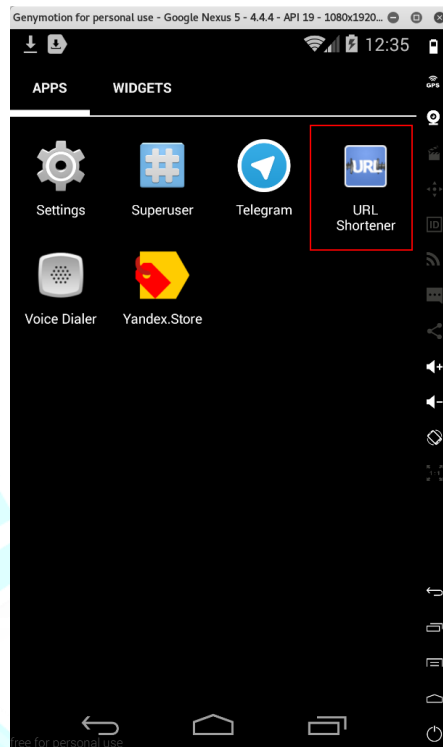 Genymotion for personal use - Google Nexus 5 - 4.4.4 - API 19 - 1080x1920...
12:35
GPS
APPS WIDGETS
URL
ID
Settings Superuser Telegram URL Shortener
Voice Dialer Yandex.Store
free for personal use